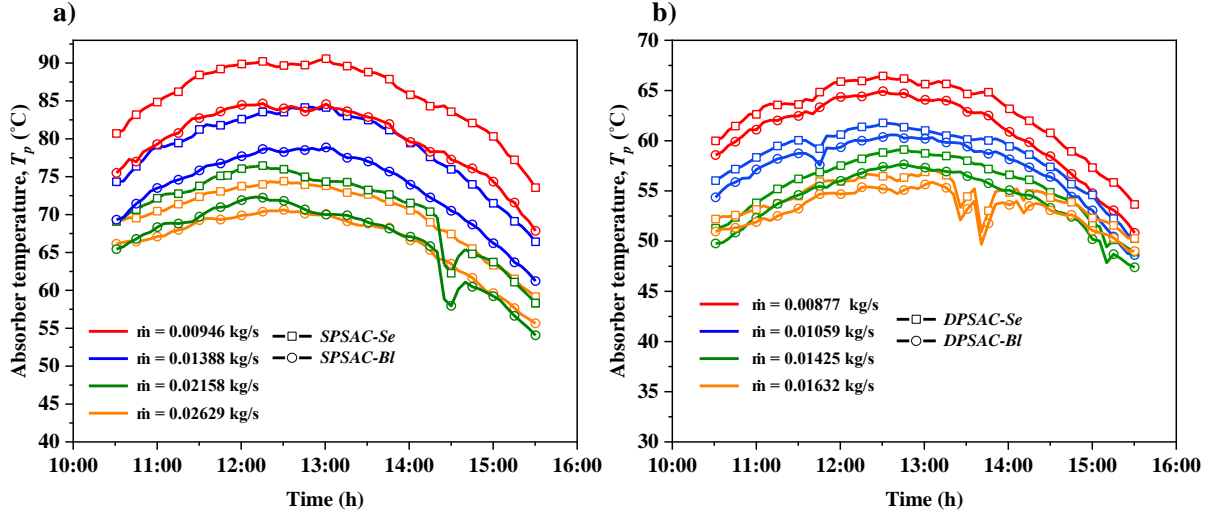 a)
Absorber temperature, Tp (°C)
90
85
80
75
70
65
60
55
50
45
40
ṁ = 0.00946 kg/s
ṁ = 0.01388 kg/s
ṁ = 0.02158 kg/s
ṁ = 0.02629 kg/s
SPSAC-Se
SPSAC-Bl
10:00 11:00 12:00 13:00 14:00 15:00 16:00
Time (h)
b)
Absorber temperature, Tp (°C)
70
65
60
55
50
45
40
35
30
ṁ = 0.00877 kg/s
ṁ = 0.01059 kg/s
ṁ = 0.01425 kg/s
ṁ = 0.01632 kg/s
DPSAC-Se
DPSAC-Bl
10:00 11:00 12:00 13:00 14:00 15:00 16:00
Time (h)